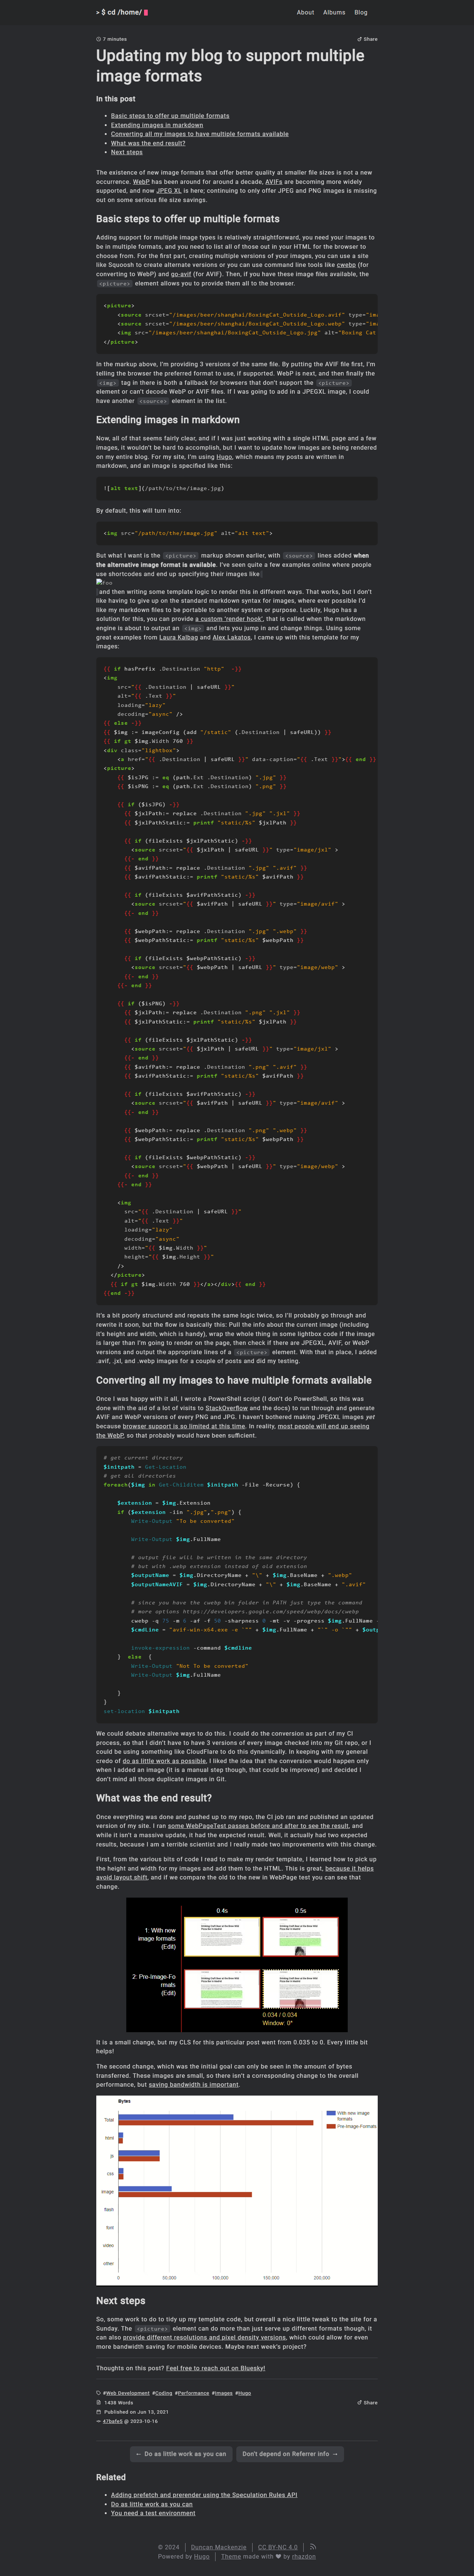 > $ cd /home/
About
Albums
Blog
7 minutes
Share
Updating my blog to support multiple
image formats
In this post
Basic steps to offer up multiple formats
Extending images in markdown
Converting all my images to have multiple formats available
What was the end result?
Next steps
The existence of new image formats that offer better quality at smaller file sizes is not a new
occurrence. WebP has been around for around a decade, AVIFs are becoming more widely
supported, and now JPEG XL is here; continuing to only offer JPEG and PNG images is missing
out on some serious file size savings.
Basic steps to offer up multiple formats
Adding support for multiple image types is relatively straightforward, you need your images to
be in multiple formats, and you need to list all of those out in your HTML for the browser to
choose from. For the first part, creating multiple versions of your images, you can use a site
like Squoosh to create alternate versions or you can use command line tools like cwebp (for
converting to WebP) and go-avif (for AVIF). Then, if you have these image files available, the
<picture> element allows you to provide them all to the browser.
<picture>
<source srcset="/images/beer/shanghai/BoxingCat_Outside_Logo.avif" type="ima
<source srcset="/images/beer/shanghai/BoxingCat_Outside_Logo.webp" type="ima
<img src="/images/beer/shanghai/BoxingCat_Outside_Logo.jpg" alt="Boxing Cat
</picture>
In the markup above, I'm providing 3 versions of the same file. By putting the AVIF file first, I'm
telling the browser the preferred format to use, if supported. WebP is next, and then finally the
<img> tag in there is both a fallback for browsers that don't support the <picture>
element or can't decode WebP or AVIF files. If I was going to add in a JPEGXL image, I could
have another <source> element in the list.
Extending images in markdown
Now, all of that seems fairly clear, and if I was just working with a single HTML page and a few
images, it wouldn't be hard to accomplish, but I want to update how images are being rendered
on my entire blog. For my site, I'm using Hugo, which means my posts are written in
markdown, and an image is specified like this:
![alt text](/path/to/the/image.jpg)
By default, this will turn into:
<img src="/path/to/the/image.jpg" alt="alt text">
But what I want is the <picture> markup shown earlier, with <source> lines added when
the alternative image format is available. I've seen quite a few examples online where people
use shortcodes and end up specifying their images like
foo
and then writing some template logic to render this in different ways. That works, but I don't
like having to give up on the standard markdown syntax for images, where ever possible I'd
like my markdown files to be portable to another system or purpose. Luckily, Hugo has a
solution for this, you can provide a custom 'render hook', that is called when the markdown
engine is about to output an <img> and lets you jump in and change things. Using some
great examples from Laura Kalbag and Alex Lakatos, I came up with this template for my
images:
{{ if hasPrefix .Destination "http" -}}
<img
src="{{ .Destination | safeURL }}"
alt="{{ .Text }}"
loading="lazy"
decoding="async" />
{{ else -}}
{{ $img := imageConfig (add "/static" (.Destination | safeURL)) }}
{{ if gt $img.Width 760 }}
<div class="lightbox">
<a href="{{ .Destination | safeURL }}" data-caption="{{ .Text }}">{{ end }}
<picture>
{{ $isJPG := eq (path.Ext .Destination) ".jpg" }}
{{ $isPNG := eq (path.Ext .Destination) ".png" }}
{{ if ($isJPG) -}}
{{ $jxlPath:= replace .Destination ".jpg" ".jxl" }}
{{ $jxlPathStatic:= printf "static/%s" $jxlPath }}
{{ if (fileExists $jxlPathStatic) -}}
<source srcset="{{ $jxlPath | safeURL }}" type="image/jxl" >
{{- end }}
{{ $avifPath:= replace .Destination ".jpg" ".avif" }}
{{ $avifPathStatic:= printf "static/%s" $avifPath }}
{{ if (fileExists $avifPathStatic) -}}
<source srcset="{{ $avifPath | safeURL }}" type="image/avif" >
{{- end }}
{{ $webpPath:= replace .Destination ".jpg" ".webp" }}
{{ $webpPathStatic:= printf "static/%s" $webpPath }}
{{ if (fileExists $webpPathStatic) -}}
<source srcset="{{ $webpPath | safeURL }}" type="image/webp" >
{{- end }}
{{- end }}
{{ if ($isPNG) -}}
{{ $jxlPath:= replace .Destination ".png" ".jxl" }}
{{ $jxlPathStatic:= printf "static/%s" $jxlPath }}
{{ if (fileExists $jxlPathStatic) -}}
<source srcset="{{ $jxlPath | safeURL }}" type="image/jxl" >
{{- end }}
{{ $avifPath:= replace .Destination ".png" ".avif" }}
{{ $avifPathStatic:= printf "static/%s" $avifPath }}
{{ if (fileExists $avifPathStatic) -}}
<source srcset="{{ $avifPath | safeURL }}" type="image/avif" >
{{- end }}
{{ $webpPath:= replace .Destination ".png" ".webp" }}
{{ $webpPathStatic:= printf "static/%s" $webpPath }}
{{ if (fileExists $webpPathStatic) -}}
<source srcset="{{ $webpPath | safeURL }}" type="image/webp" >
{{- end }}
{{- end }}
<img
src="{{ .Destination | safeURL }}"
alt="{{ .Text }}"
loading="lazy"
decoding="async"
width="{{ $img.Width }}"
height="{{ $img.Height }}"
/>
</picture>
{{ if gt $img.Width 760 }}</a></div>{{ end }}
{{end -}}
It's a bit poorly structured and repeats the same logic twice, so I'll probably go through and
rewrite it soon, but the flow is basically this: Pull the info about the current image (including
it's height and width, which is handy), wrap the whole thing in some lightbox code if the image
is larger than I'm going to render on the page, then check if there are JPEGXL, AVIF, or WebP
versions and output the appropriate lines of a <picture> element. With that in place, I added
.avif, .jxl, and .webp images for a couple of posts and did my testing.
Converting all my images to have multiple formats available
Once I was happy with it all, I wrote a PowerShell script (I don't do PowerShell, so this was
done with the aid of a lot of visits to StackOverflow and the docs) to run through and generate
AVIF and WebP versions of every PNG and JPG. I haven't bothered making JPEGXL images yet
because browser support is so limited at this time. In reality, most people will end up seeing
the WebP, so that probably would have been sufficient.
# get current directory
$initpath = Get-Location
# get all directories
foreach($img in Get-ChildItem $initpath -File -Recurse) {
$extension = $img.Extension
if ($extension -iin ".jpg",".png") {
Write-Output "To be converted"
Write-Output $img.FullName
# output file will be written in the same directory
# but with .webp extension instead of old extension
$outputName = $img.DirectoryName + "\" + $img.BaseName + ".webp"
$outputNameAVIF = $img.DirectoryName + "\" + $img.BaseName + ".avif"
# since you have the cwebp bin folder in PATH just type the command
# more options https://developers.google.com/speed/webp/docs/cwebp
cwebp -q 75 -m 6 -af -f 50 -sharpness 0 -mt -v -progress $img.FullName -
$cmdLine = "avif-win-x64.exe -e `"" + $img.FullName + "`" -o `"" + $outp
invoke-expression -command $cmdline
} else {
Write-Output "Not To be converted"
Write-Output $img.FullName
}
}
set-location $initpath
We could debate alternative ways to do this. I could do the conversion as part of my CI
process, so that I didn't have to have 3 versions of every image checked into my Git repo, or I
could be using something like CloudFlare to do this dynamically. In keeping with my general
credo of do as little work as possible, I like the idea that the conversion would happen only
when I added an image (it is a manual step though, that could be improved) and decided I
don't mind all those duplicate images in Git.
What was the end result?
Once everything was done and pushed up to my repo, the CI job ran and published an updated
version of my site. I ran some WebPageTest passes before and after to see the result, and
while it isn't a massive update, it had the expected result. Well, it actually had two expected
results, because I am a terrible scientist and I really made two improvements with this change.
First, from the various bits of code I read to make my render template, I learned how to pick up
the height and width for my images and add them to the HTML. This is great, because it helps
avoid layout shift, and if we compare the old to the new in WebPage test you can see that
change.
0.4s
0.5s
1: With new
image formats
(Edit)
2: Pre-Image-Fo
rmats
(Edit)
0.034 / 0.034
Window: 0*
It is a small change, but my CLS for this particular post went from 0.035 to 0. Every little bit
helps!
The second change, which was the initial goal can only be seen in the amount of bytes
transferred. These images are small, so there isn't a corresponding change to the overall
performance, but saving bandwidth is important.
Bytes
With new image
formats
Pre-Image-Formats
Total
html
js
css
image
flash
font
video
other
0
50,000
100,000
150,000
200,000
Next steps
So, some work to do to tidy up my template code, but overall a nice little tweak to the site for a
Sunday. The <picture> element can do more than just serve up different formats though, it
can also provide different resolutions and pixel density versions, which could allow for even
more bandwidth saving for mobile devices. Maybe next week's project?
Thoughts on this post? Feel free to reach out on Bluesky!
#Web Development #Coding #Performance #Images #Hugo
1438 Words
Share
Published on Jun 13, 2021
47bafe5 @ 2023-10-16
← Do as little work as you can
Don't depend on Referrer info →
Related
Adding prefetch and prerender using the Speculation Rules API
Do as little work as you can
You need a test environment
© 2024
Duncan Mackenzie
CC BY-NC 4.0
Powered by Hugo
Theme made with ❤ by rhazdon